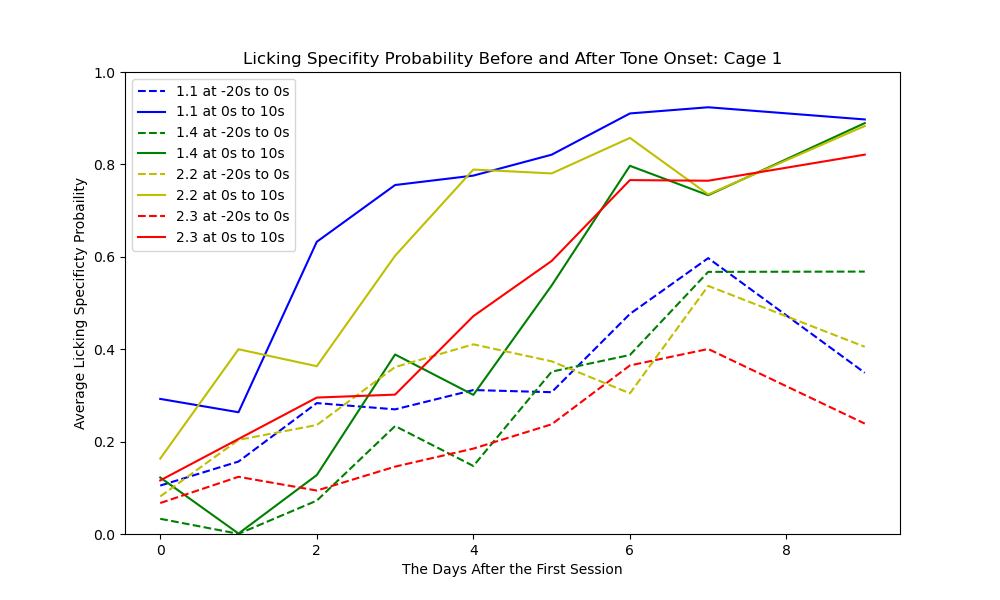 Licking Specifity Probability Before and After Tone Onset: Cage 1
1.0
0.8
0.6
0.4
0.2
0.0
Average Licking Specificty Probaility
1.1 at -20s to 0s
1.1 at 0s to 10s
1.4 at -20s to 0s
1.4 at 0s to 10s
2.2 at -20s to 0s
2.2 at 0s to 10s
2.3 at -20s to 0s
2.3 at 0s to 10s
0 2 4 6 8
The Days After the First Session